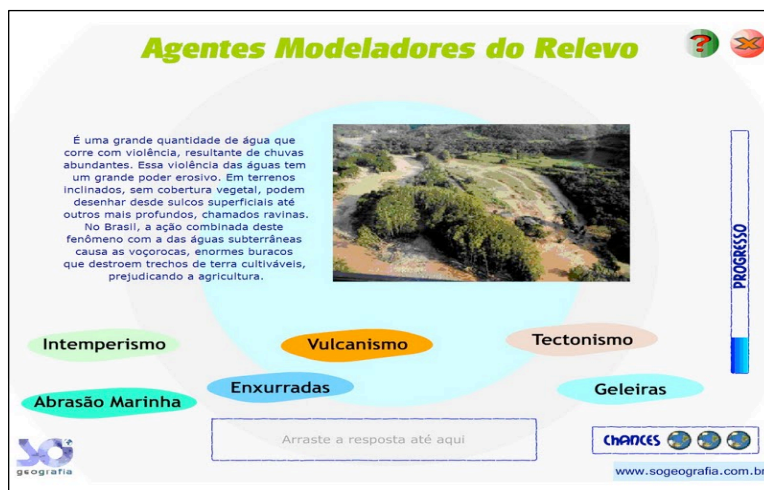 Agentes Modeladores do Relevo
?
É uma grande quantidade de água que
corre com violência, resultante de chuvas
abundantes. Essa violência das águas tem
um grande poder erosivo. Em terrenos
inclinados, sem cobertura vegetal, podem
desenhar desde sulcos superficiais até
outros mais profundos, chamados ravinas.
No Brasil, a ação combinada deste
fenômeno com a das águas subterrâneas
causa as voçorocas, enormes buracos
que destroem trechos de terra cultiváveis,
prejudicando a agricultura.
PROGRESSO
Intemperismo
Vulcanismo
Tectonismo
Abrasão Marinha
Enxurradas
Geleiras
Arraste a resposta até aqui
CHANCES
SÓ
geografia
www.sogeografia.com.br